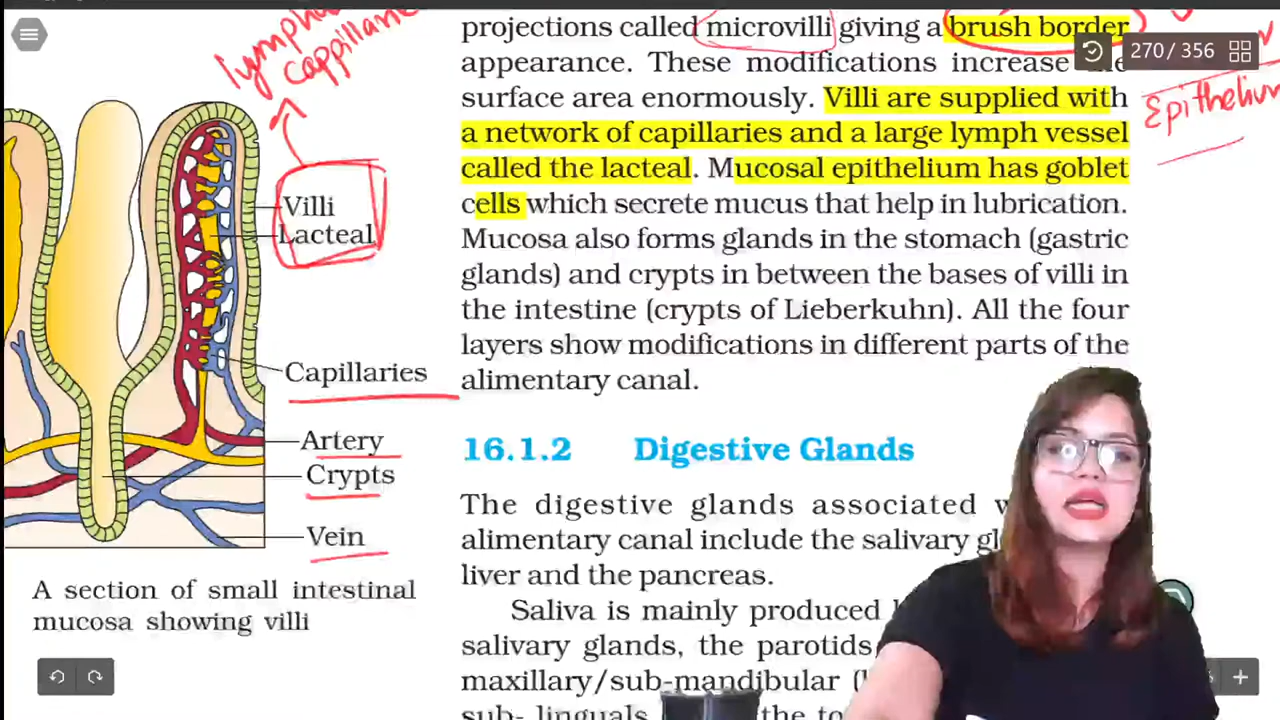 lympha
cappillarie
projections called microvilli giving a brush border
270 / 356
appearance. These modifications increase
surface area enormously. Villi are supplied with
a network of capillaries and a large lymph vessel
called the lacteal. Mucosal epithelium has goblet
cells which secrete mucus that help in lubrication.
Mucosa also forms glands in the stomach (gastric
glands) and crypts in between the bases of villi in
the intestine (crypts of Lieberkuhn). All the four
layers show modifications in different parts of the
alimentary canal.
Epithelium
Villi
Lacteal
Capillaries
Artery
Crypts
Vein
A section of small intestinal
mucosa showing villi
16.1.2 Digestive Glands
The digestive glands associated
alimentary canal include the salivary gl
liver and the pancreas.
Saliva is mainly produced
salivary glands, the parotids
maxillary/sub-mandibular (
sub- linguals the to